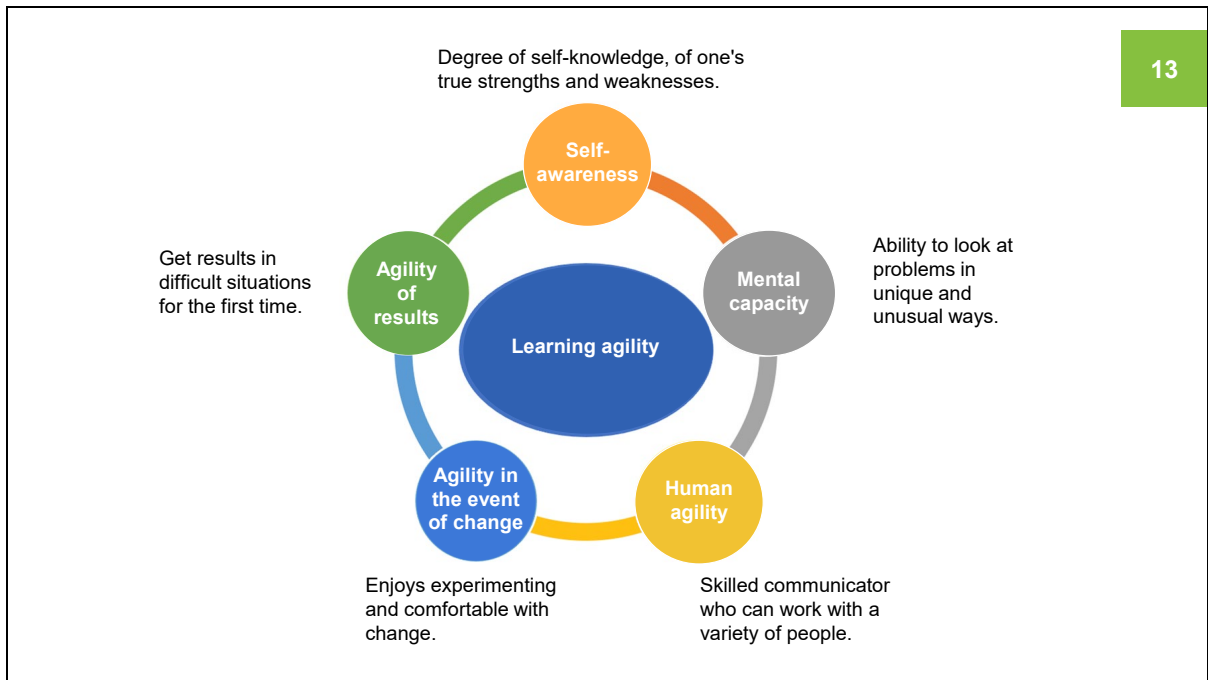 Degree of self-knowledge, of one's
true strengths and weaknesses.
13
Self-
awareness
Get results in
difficult situations
for the first time.
Agility
of
results
Mental
capacity
Ability to look at
problems in
unique and
unusual ways.
Learning agility
Agility in
the event
of change
Human
agility
Enjoys experimenting
and comfortable with
change.
Skilled communicator
who can work with a
variety of people.